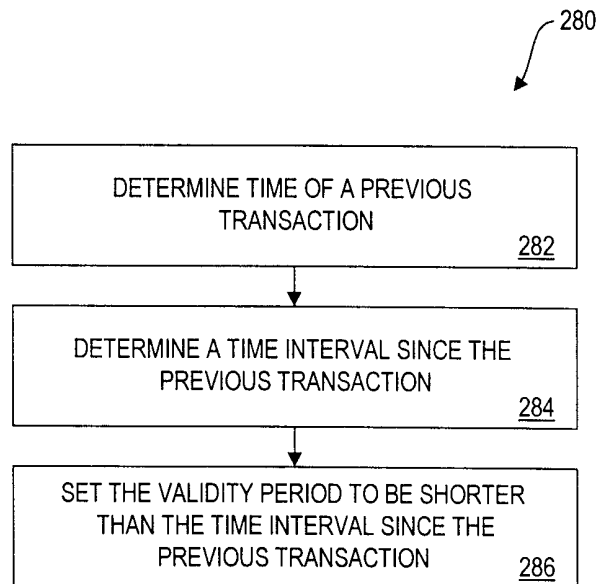 280
DETERMINE TIME OF A PREVIOUS
TRANSACTION
282
DETERMINE A TIME INTERVAL SINCE THE
PREVIOUS TRANSACTION
284
SET THE VALIDITY PERIOD TO BE SHORTER
THAN THE TIME INTERVAL SINCE THE
PREVIOUS TRANSACTION
286